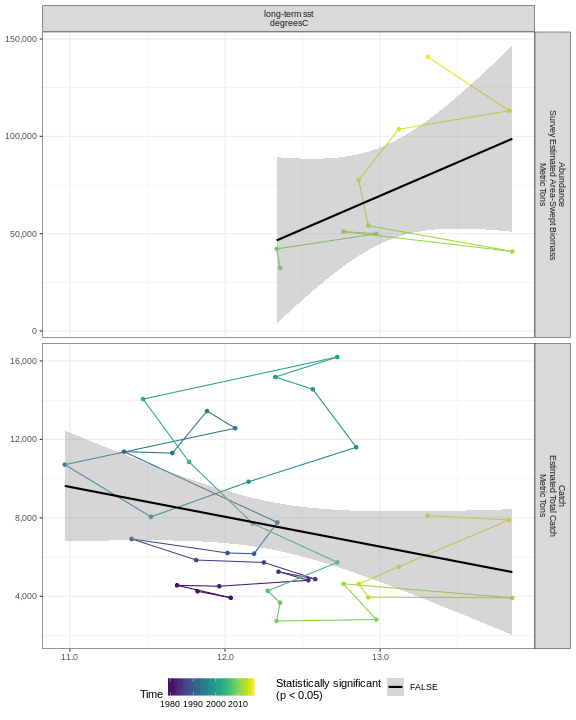 long-term sst
degreesC
150,000
100,000
50,000
0
Abundance
Survey Estimated Area-Swept Biomass
Metric Tons
16,000
12,000
8,000
4,000
Catch
Estimated Total Catch
Metric Tons
11.0 12.0 13.0
Time
1980 1990 2000 2010
Statistically significant
(p < 0.05)
FALSE